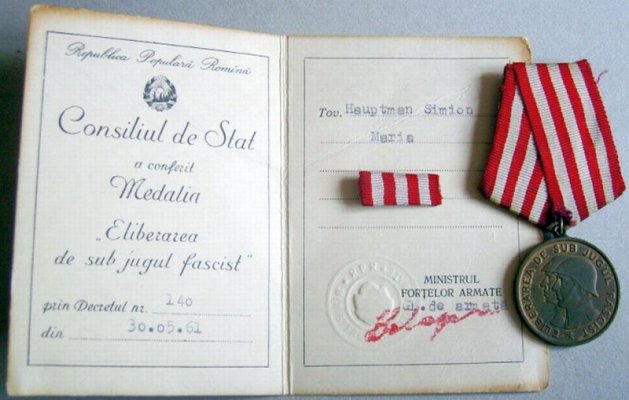 Republica Populară Romînă
Consiliul de Stat
a conferit
Medalia
„Eliberarea
de sub jugul fascist"
prin Decretul nr. 140
din 30.05.61
Tov. Hauptman Simion
Maria
MINISTRUL
FORȚELOR ARMATE
GL. de armată
ELIBERAREA DE SUB JUGUL FASCIST